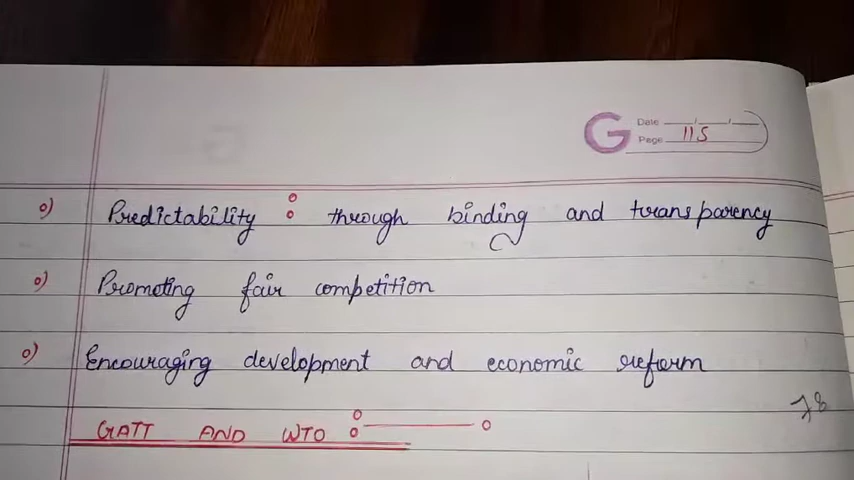 G Date / /
Page 115
o) Predictability : through binding and transparency
o) Promoting fair competition
o) Encouraging development and economic reform
78
GATT AND WTO :